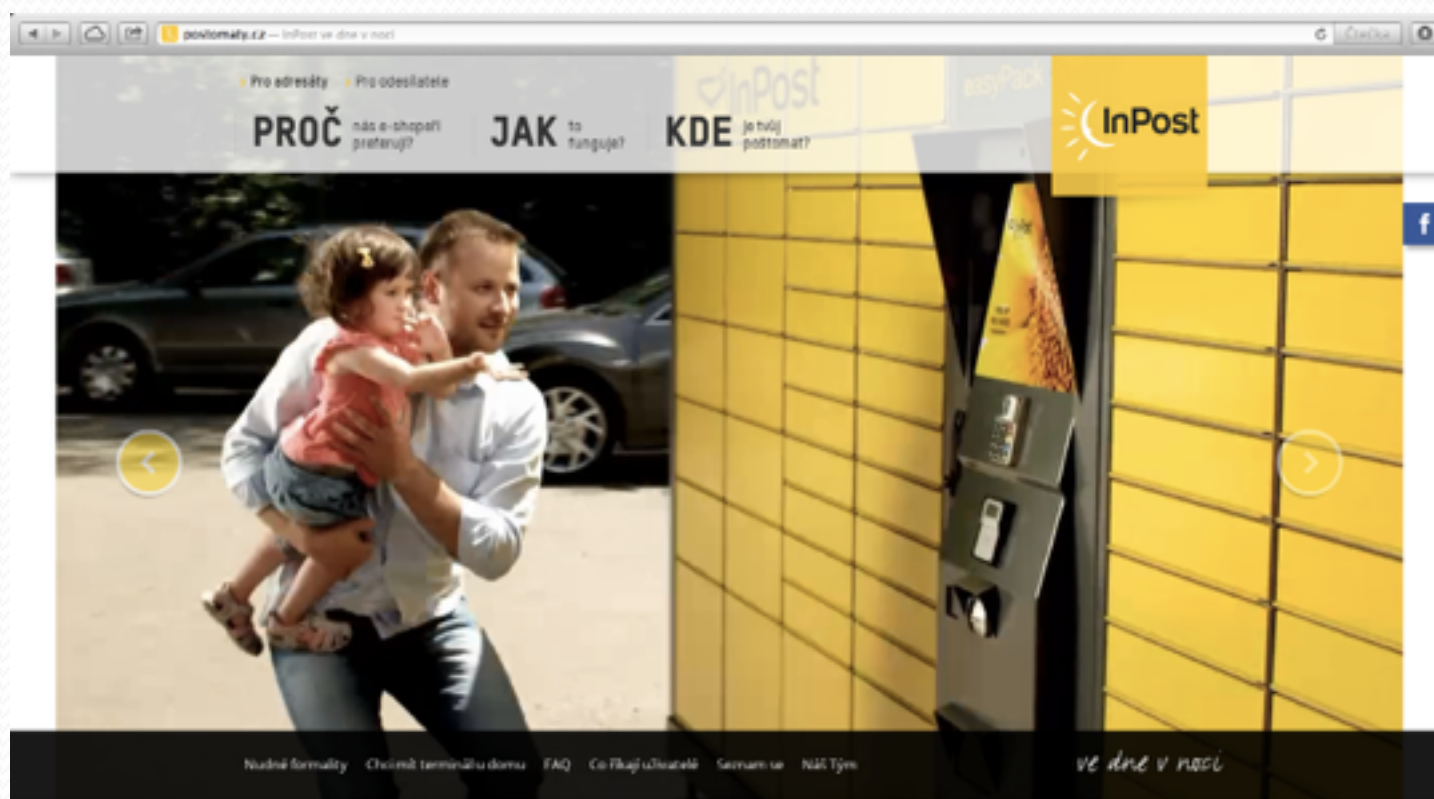 postomaty.cz — InPost ve dne v noci
Čtečka
Pro adresáty
Pro odesílatele
InPost
easyPack
PROČ nás e-shopaři preferují?
JAK to funguje?
KDE je tvůj poštomat?
InPost
f
Nudné formality
Chci mít terminál u domu
FAQ
Co říkají uživatelé
Seznam se
Náš Tým
ve dne v noci